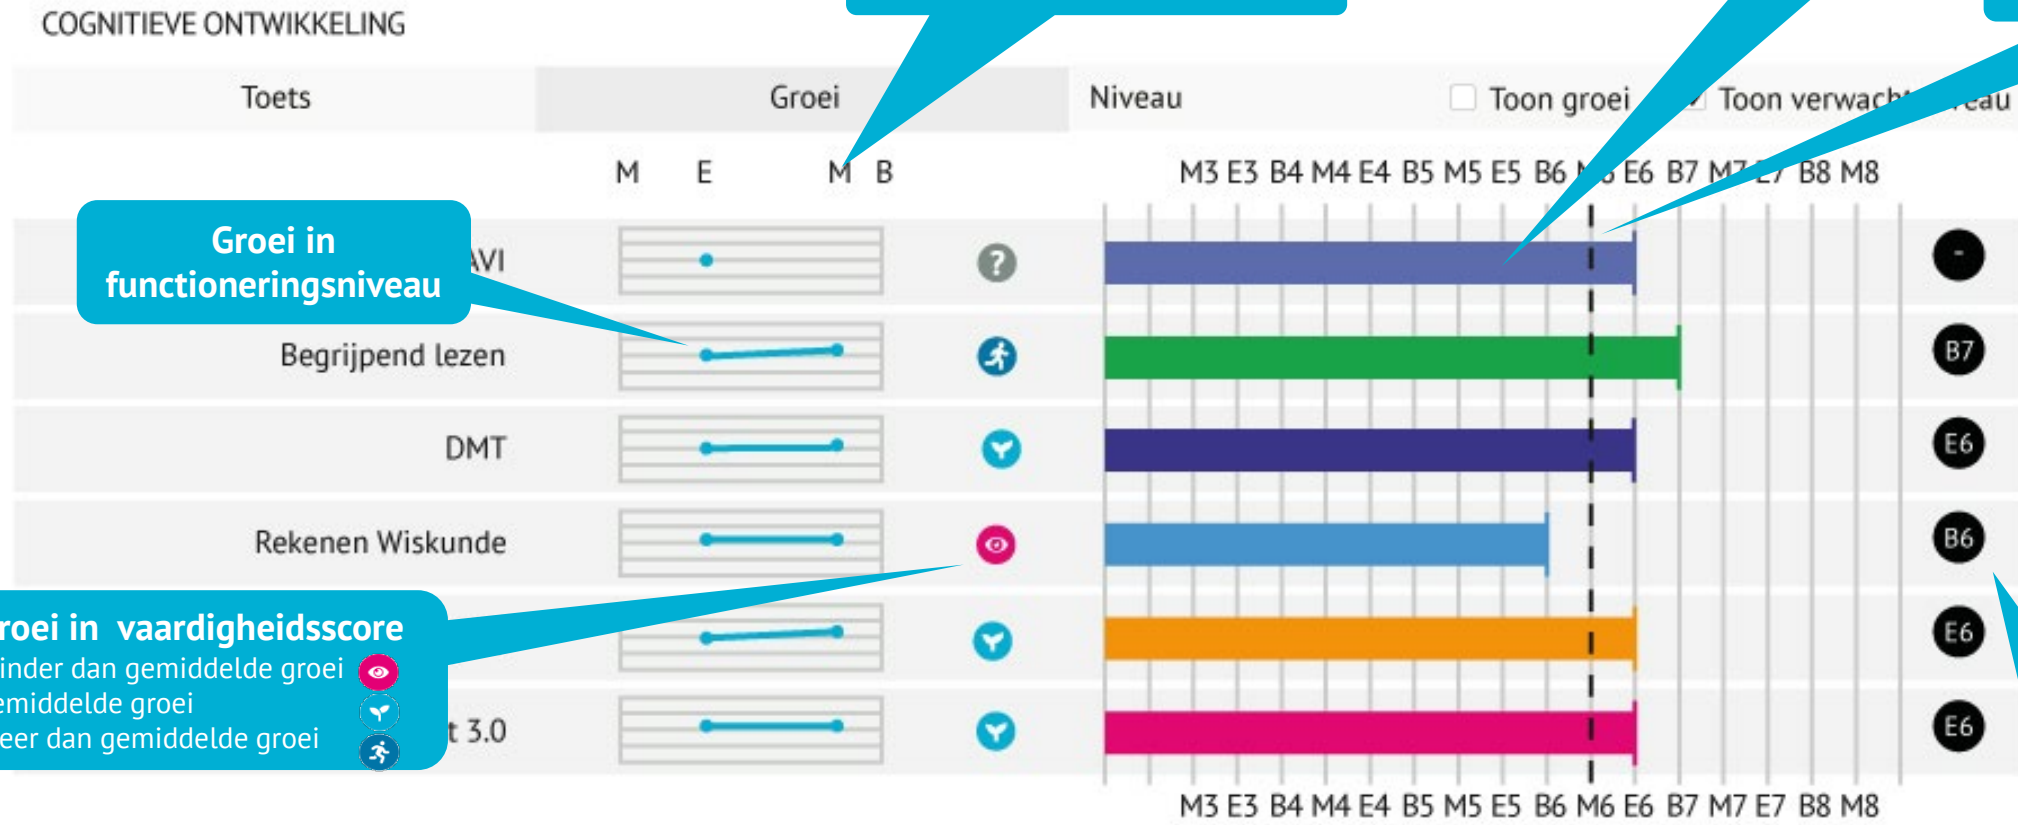 COGNITIEVE ONTWIKKELING
Toets Groei Niveau Toon groei Toon
M E M B
M3 E3 B4 M4 E4 B5 M5 E5 B6 E6 B7 M7 E7 B8 M8
Groei in
functioneringsniveau
AVI
?
-
Begrijpend lezen
B7
DMT
E6
Rekenen Wiskunde
B6
roei in vaardigheidsscore
inder dan gemiddelde groei
emiddelde groei
eer dan gemiddelde groei
E6
t 3.0
E6
M3 E3 B4 M4 E4 B5 M5 E5 B6 M6 E6 B7 M7 E7 B8 M8